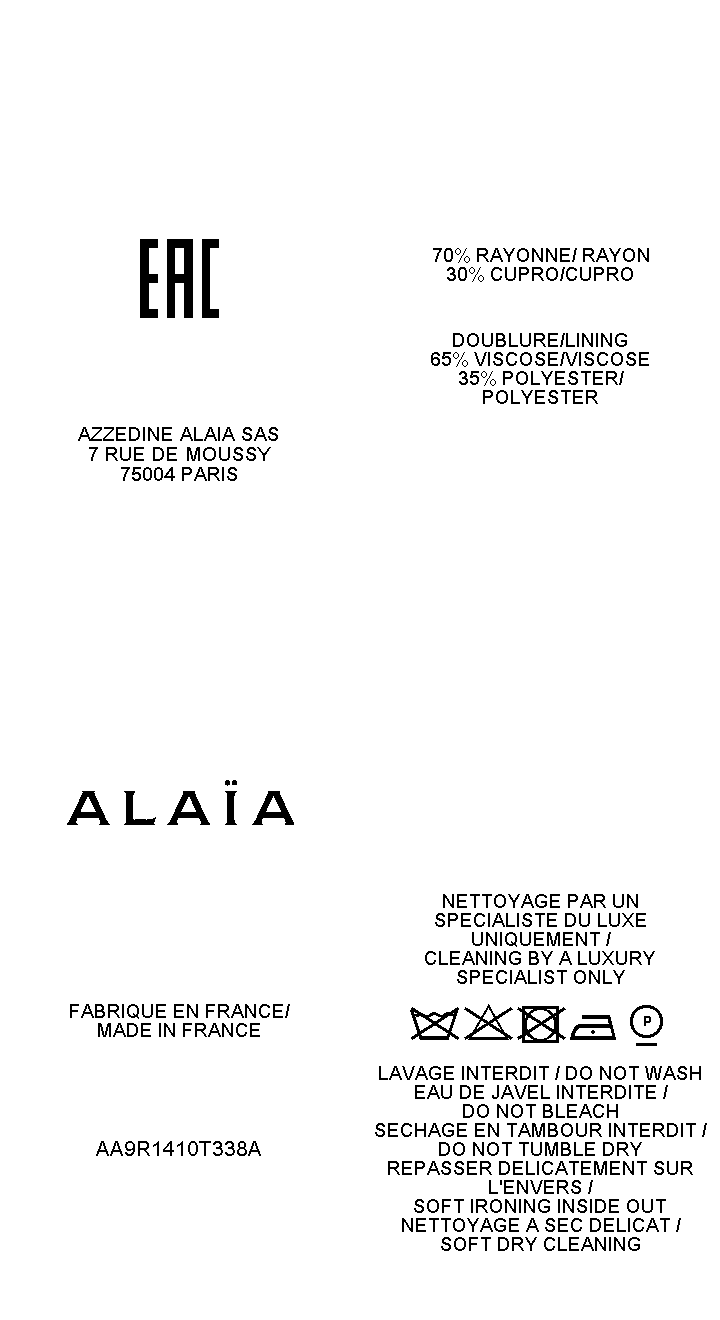 EAC
AZZEDINE ALAIA SAS
7 RUE DE MOUSSY
75004 PARIS
70% RAYONNE/ RAYON
30% CUPRO/CUPRO
DOUBLURE/LINING
65% VISCOSE/VISCOSE
35% POLYESTER/
POLYESTER
ALAÏA
FABRIQUE EN FRANCE/
MADE IN FRANCE
AA9R1410T338A
NETTOYAGE PAR UN
SPECIALISTE DU LUXE
UNIQUEMENT /
CLEANING BY A LUXURY
SPECIALIST ONLY
P
LAVAGE INTERDIT / DO NOT WASH
EAU DE JAVEL INTERDITE /
DO NOT BLEACH
SECHAGE EN TAMBOUR INTERDIT /
DO NOT TUMBLE DRY
REPASSER DELICATEMENT SUR
L'ENVERS /
SOFT IRONING INSIDE OUT
NETTOYAGE A SEC DELICAT /
SOFT DRY CLEANING